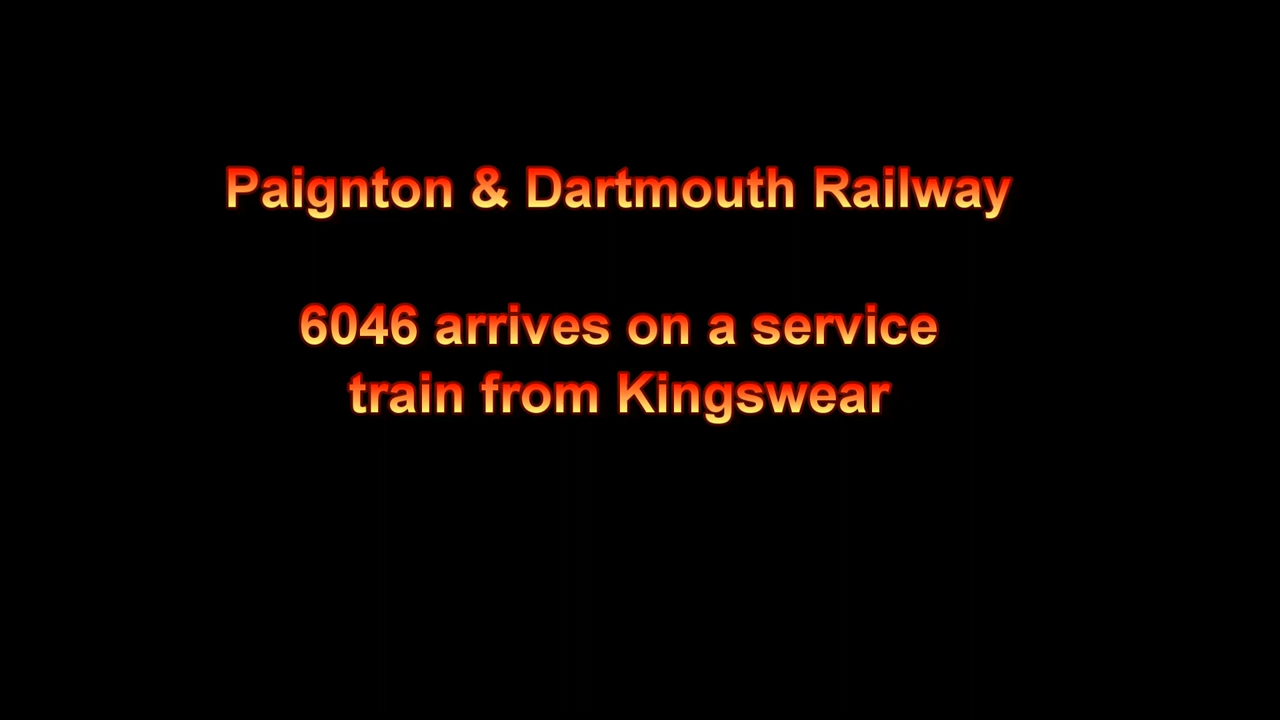 Paignton & Dartmouth Railway
6046 arrives on a service
train from Kingswear